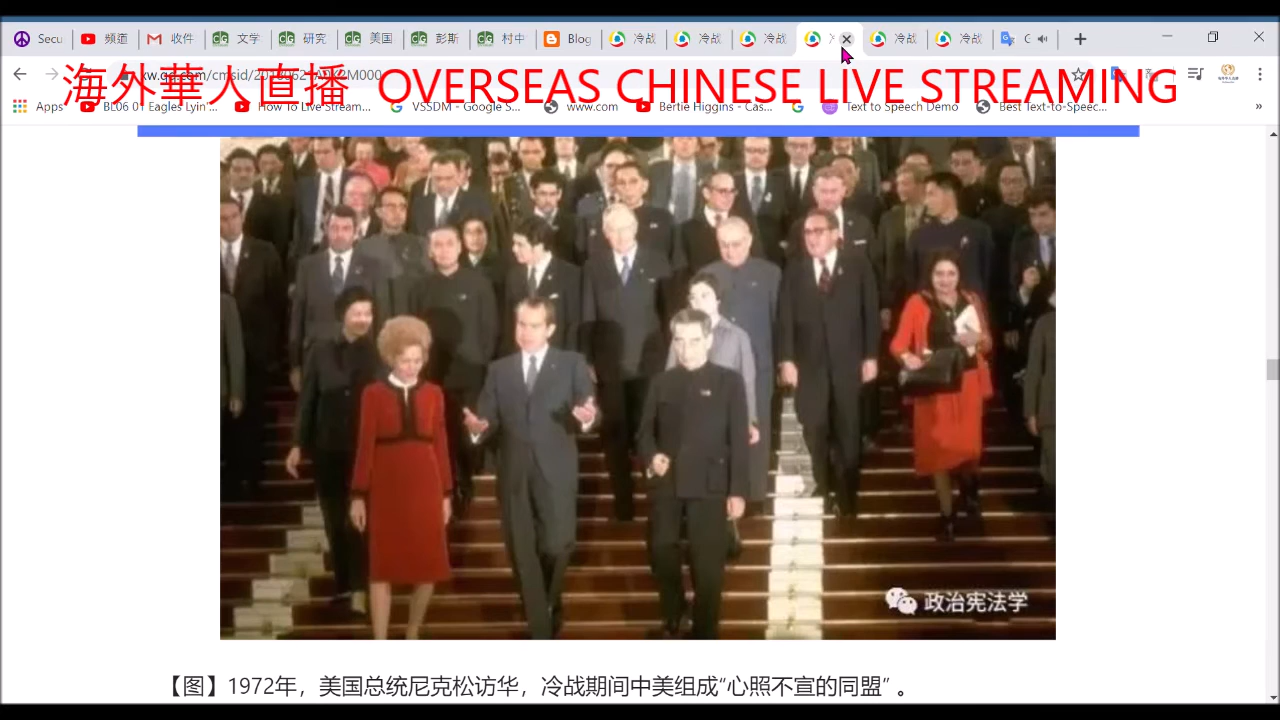 Secu 频道 收件 文学 研究 美国 彭斯 村中 Blog 冷战 冷战 冷战 冷战 冷战
海外華人直播 OVERSEAS CHINESE LIVE STREAMING
Apps BL06 01 Eagles Lyin'... How To Live Stream... VSSDM - Google S... www.com Bertie Higgins - Cas... Text to Speech Demo Best Text-to-Speec... »
政治宪法学
【图】1972年，美国总统尼克松访华，冷战期间中美组成“心照不宣的同盟” 。